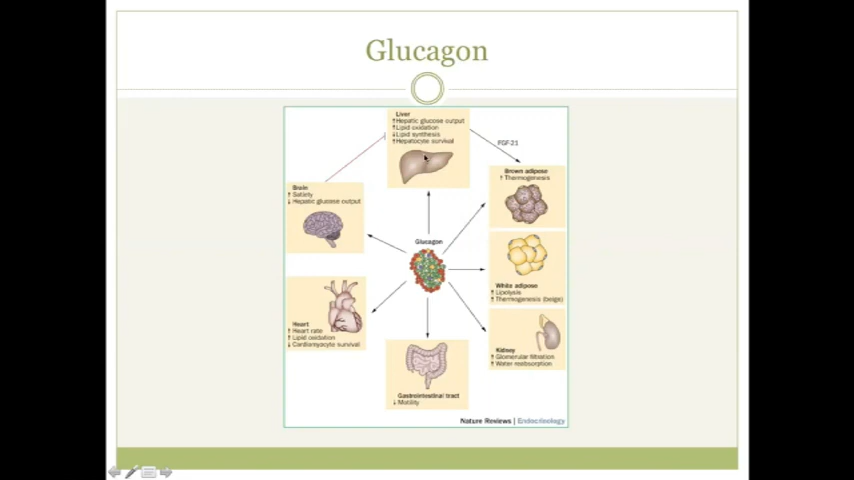 Glucagon
Liver
↑Hepatic glucose output
↑Lipid oxidation
↓Lipid synthesis
↑Hepatocyte survival
FGF-21
Brown adipose
↑ Thermogenesis
Brain
↑ Satiety
↓ Hepatic glucose output
Glucagon
White adipose
↑ Lipolysis
↑ Thermogenesis (beige)
Heart
↑ Heart rate
↑ Lipid oxidation
↓ Cardiomyocyte survival
Kidney
↑ Glomerular filtration
↑ Water reabsorption
Gastrointestinal tract
↓ Motility
Nature Reviews | Endocrinology